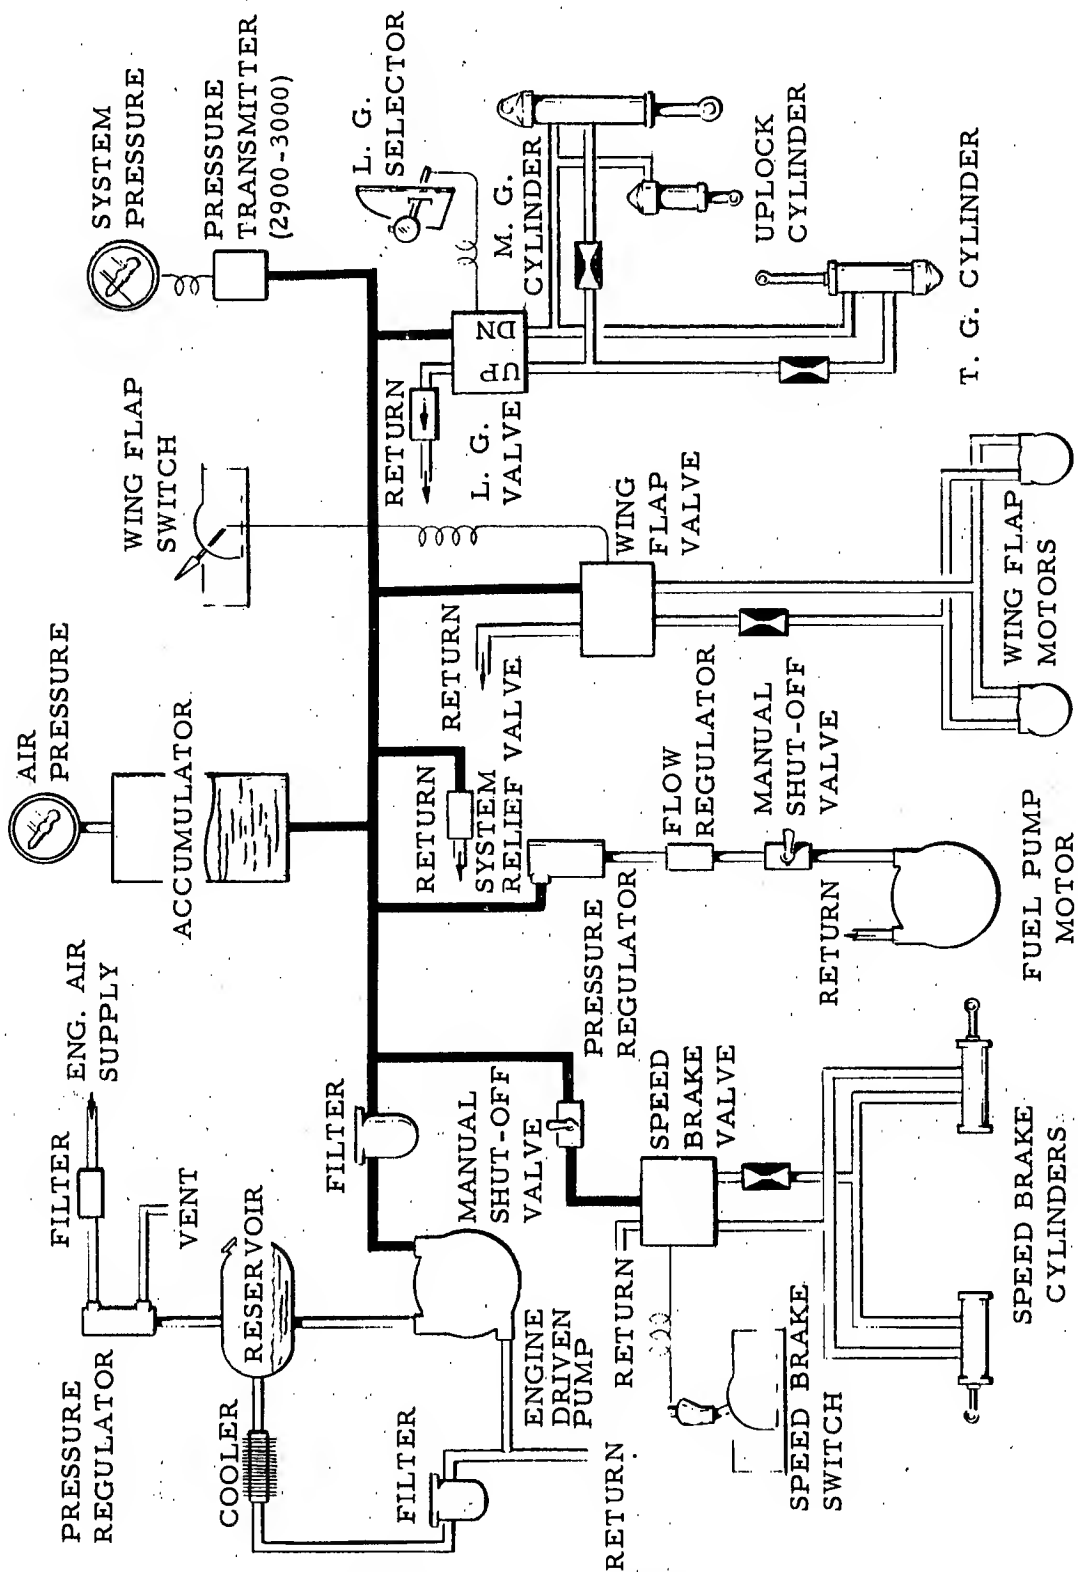 SYSTEM
PRESSURE
PRESSURE
TRANSMITTER
(2900-3000)
L. G.
SELECTOR
M. G.
CYLINDER
UPLOCK
CYLINDER
T. G. CYLINDER
UP
DN
RETURN
L. G.
VALVE
WING FLAP
SWITCH
WING
FLAP
VALVE
RETURN
WING FLAP
MOTORS
AIR
PRESSURE
ACCUMULATOR
RETURN
SYSTEM
RELIEF VALVE
FLOW
REGULATOR
MANUAL
SHUT-OFF
VALVE
PRESSURE
REGULATOR
RETURN
FUEL PUMP
MOTOR
ENG. AIR
SUPPLY
FILTER
VENT
PRESSURE
REGULATOR
RESERVOIR
COOLER
FILTER
FILTER
MANUAL
SHUT-OFF
VALVE
ENGINE
DRIVEN
PUMP
RETURN
SPEED
BRAKE
VALVE
RETURN
SPEED BRAKE
SWITCH
SPEED BRAKE
CYLINDERS